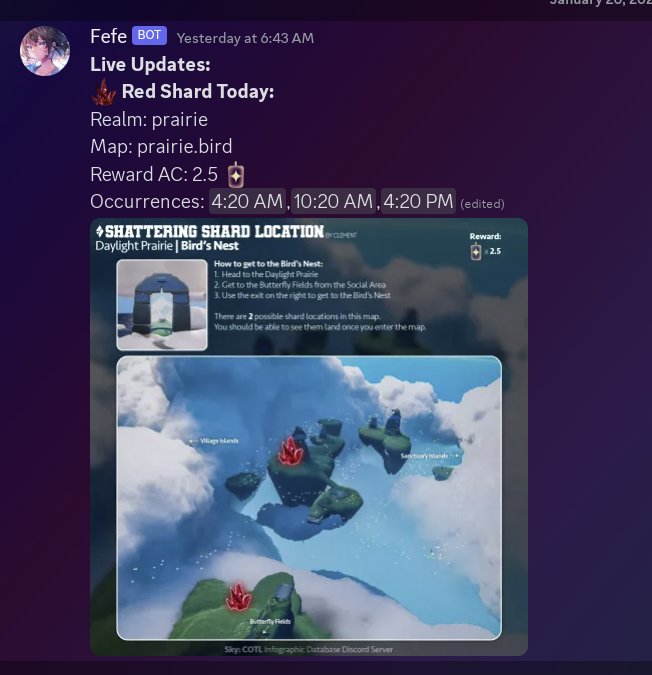 Fefe BOT Yesterday at 6:43 AM
Live Updates:
Red Shard Today:
Realm: prairie
Map: prairie.bird
Reward AC: 2.5
Occurrences: 4:20 AM, 10:20 AM, 4:20 PM (edited)
SHATTERING SHARD LOCATION BY CLEMENT
Daylight Prairie | Bird's Nest
Reward:
x 2.5
How to get to the Bird's Nest:
1. Head to the Daylight Prairie
2. Get to the Butterfly Fields from the Social Area
3. Use the exit on the right to get to the Bird's Nest
There are 2 possible shard locations in this map.
You should be able to see them land once you enter the map.
Village Islands
Sanctuary Islands
Butterfly Fields
Sky: COTL Infographic Database Discord Server